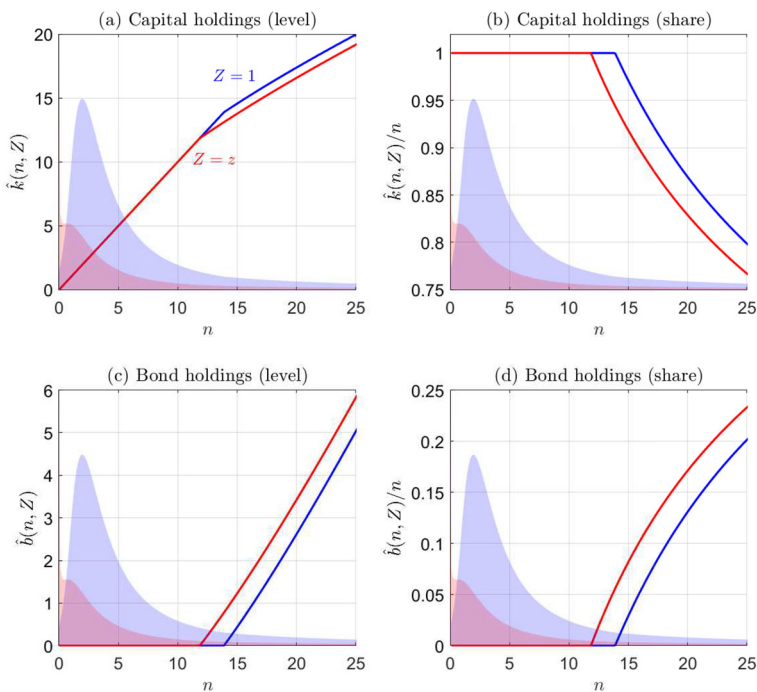 (a) Capital holdings (level)
20
15
10
5
0
0 5 10 15 20 25
k̂(n, Z)
n
Z = 1
Z = z
(b) Capital holdings (share)
1
0.95
0.9
0.85
0.8
0.75
0 5 10 15 20 25
k̂(n, Z)/n
n
(c) Bond holdings (level)
6
5
4
3
2
1
0
0 5 10 15 20 25
b̂(n, Z)
n
(d) Bond holdings (share)
0.25
0.2
0.15
0.1
0.05
0
0 5 10 15 20 25
b̂(n, Z)/n
n